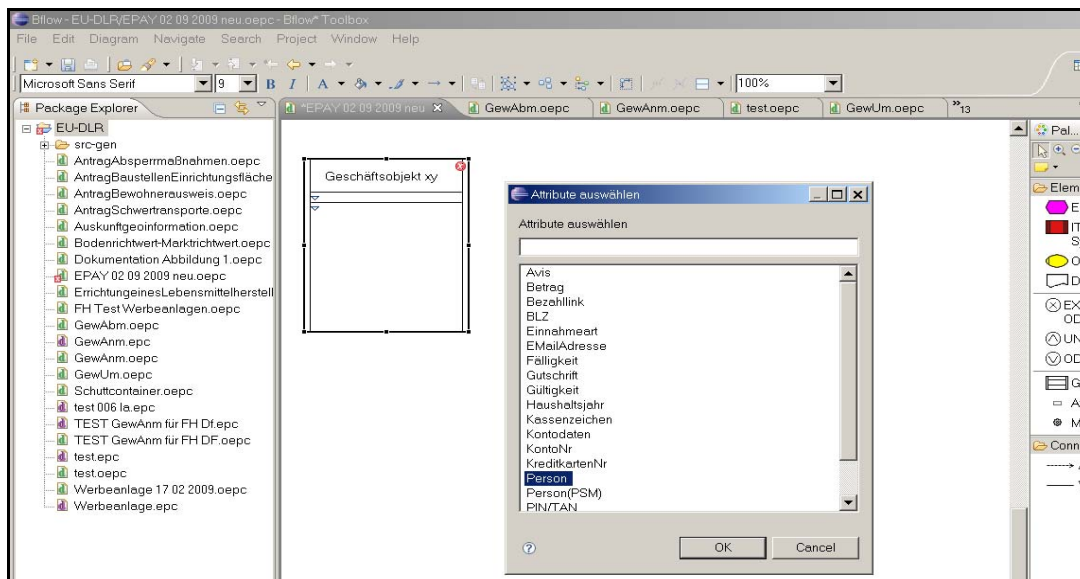 Bflow - EU-DLR/EPAY 02 09 2009 neu.oepc - Bflow* Toolbox
File Edit Diagram Navigate Search Project Window Help
Microsoft Sans Serif 9 B I A 100%
Package Explorer
*EPAY 02 09 2009 neu GewAbm.oepc GewAnm.oepc test.oepc GewUm.oepc »13
EU-DLR
src-gen
AntragAbsperrmaßnahmen.oepc
AntragBaustellenEinrichtungsfläche
AntragBewohnerausweis.oepc
AntragSchwertransporte.oepc
Auskunftgeoinformation.oepc
Bodenrichtwert-Marktrichtwert.oepc
Dokumentation Abbildung 1.oepc
EPAY 02 09 2009 neu.oepc
ErrichtungeinesLebensmittelherstell
FH Test Werbeanlagen.oepc
GewAbm.oepc
GewAnm.epc
GewAnm.oepc
GewUm.oepc
Schuttcontainer.oepc
test 006 la.epc
TEST GewAnm für FH Df.epc
TEST GewAnm für FH DF.oepc
test.epc
test.oepc
Werbeanlage 17 02 2009.oepc
Werbeanlage.epc
Geschäftsobjekt xy
Attribute auswählen
Attribute auswählen
Avis
Betrag
Bezahllink
BLZ
Einnahmeart
EMailAdresse
Fälligkeit
Gutschrift
Gültigkeit
Haushaltsjahr
Kassenzeichen
Kontodaten
KontoNr
KreditkartenNr
Person
Person(PSM)
PIN/TAN
OK Cancel
Pal...
Elem
E
IT
S
O
D
EX
OD
UN
OD
G
A
M
Conn